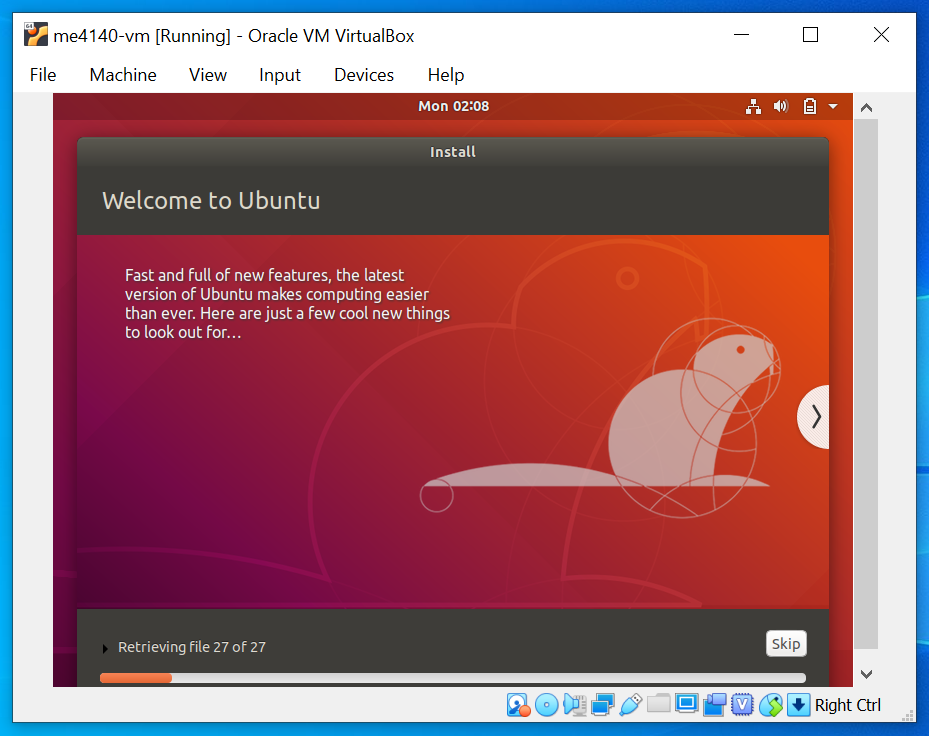 me4140-vm [Running] - Oracle VM VirtualBox
File Machine View Input Devices Help
Mon 02:08
Install
Welcome to Ubuntu
Fast and full of new features, the latest
version of Ubuntu makes computing easier
than ever. Here are just a few cool new things
to look out for…
Retrieving file 27 of 27
Skip
V
Right Ctrl